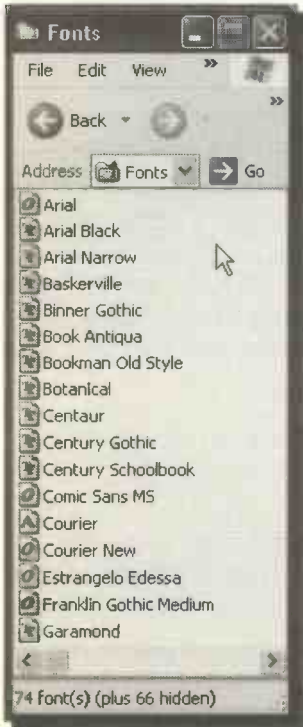 Fonts
File Edit View »
Back »
Address Fonts Go
Arial
Arial Black
Arial Narrow
Baskerville
Binner Gothic
Book Antiqua
Bookman Old Style
Botanical
Centaur
Century Gothic
Century Schoolbook
Comic Sans MS
Courier
Courier New
Estrangelo Edessa
Franklin Gothic Medium
Garamond
74 font(s) (plus 66 hidden)